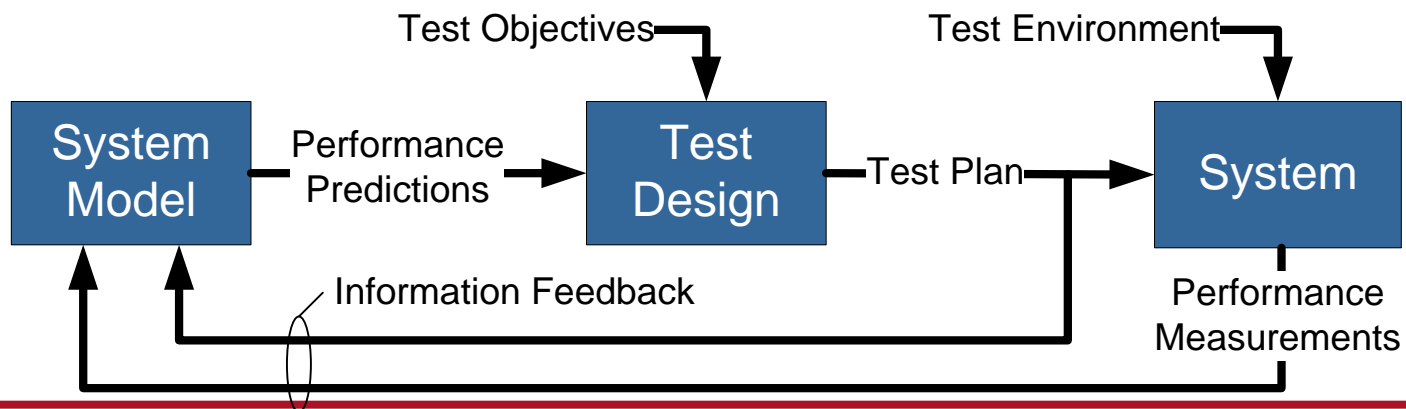 Test Objectives
Test Environment
System
Model
Performance
Predictions
Test
Design
Test Plan
System
Information Feedback
Performance
Measurements